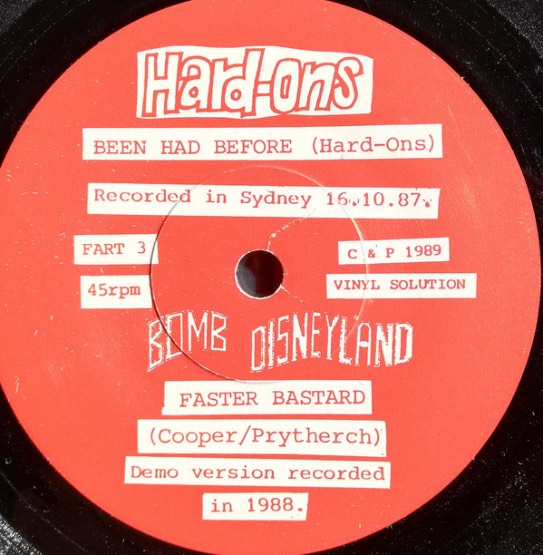 Hard-ons
BEEN HAD BEFORE (Hard-Ons)
Recorded in Sydney 16.10.87.
FART 3
C & P 1989
45rpm
VINYL SOLUTION
BOMB DISNEYLAND
FASTER BASTARD
(Cooper/Prytherch)
Demo version recorded
in 1988.